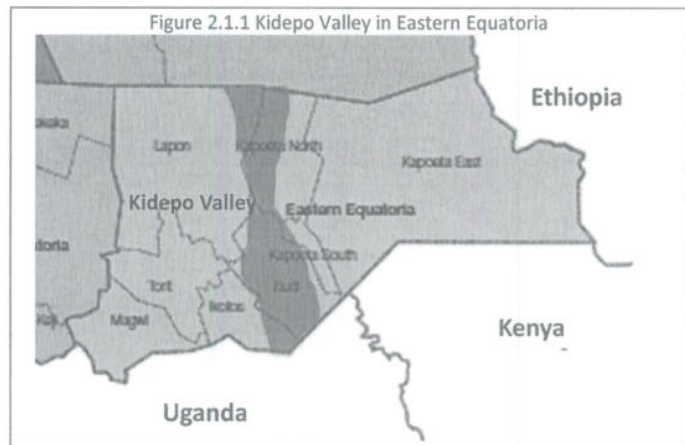 Figure 2.1.1 Kidepo Valley in Eastern Equatoria
Ethiopia
Lapon
Kapoeta North
Kapoeta East
Kidepo Valley
Eastern Equatoria
Kapoeta South
Torit
Ikotos
Budi
Magwi
Kenya
Uganda